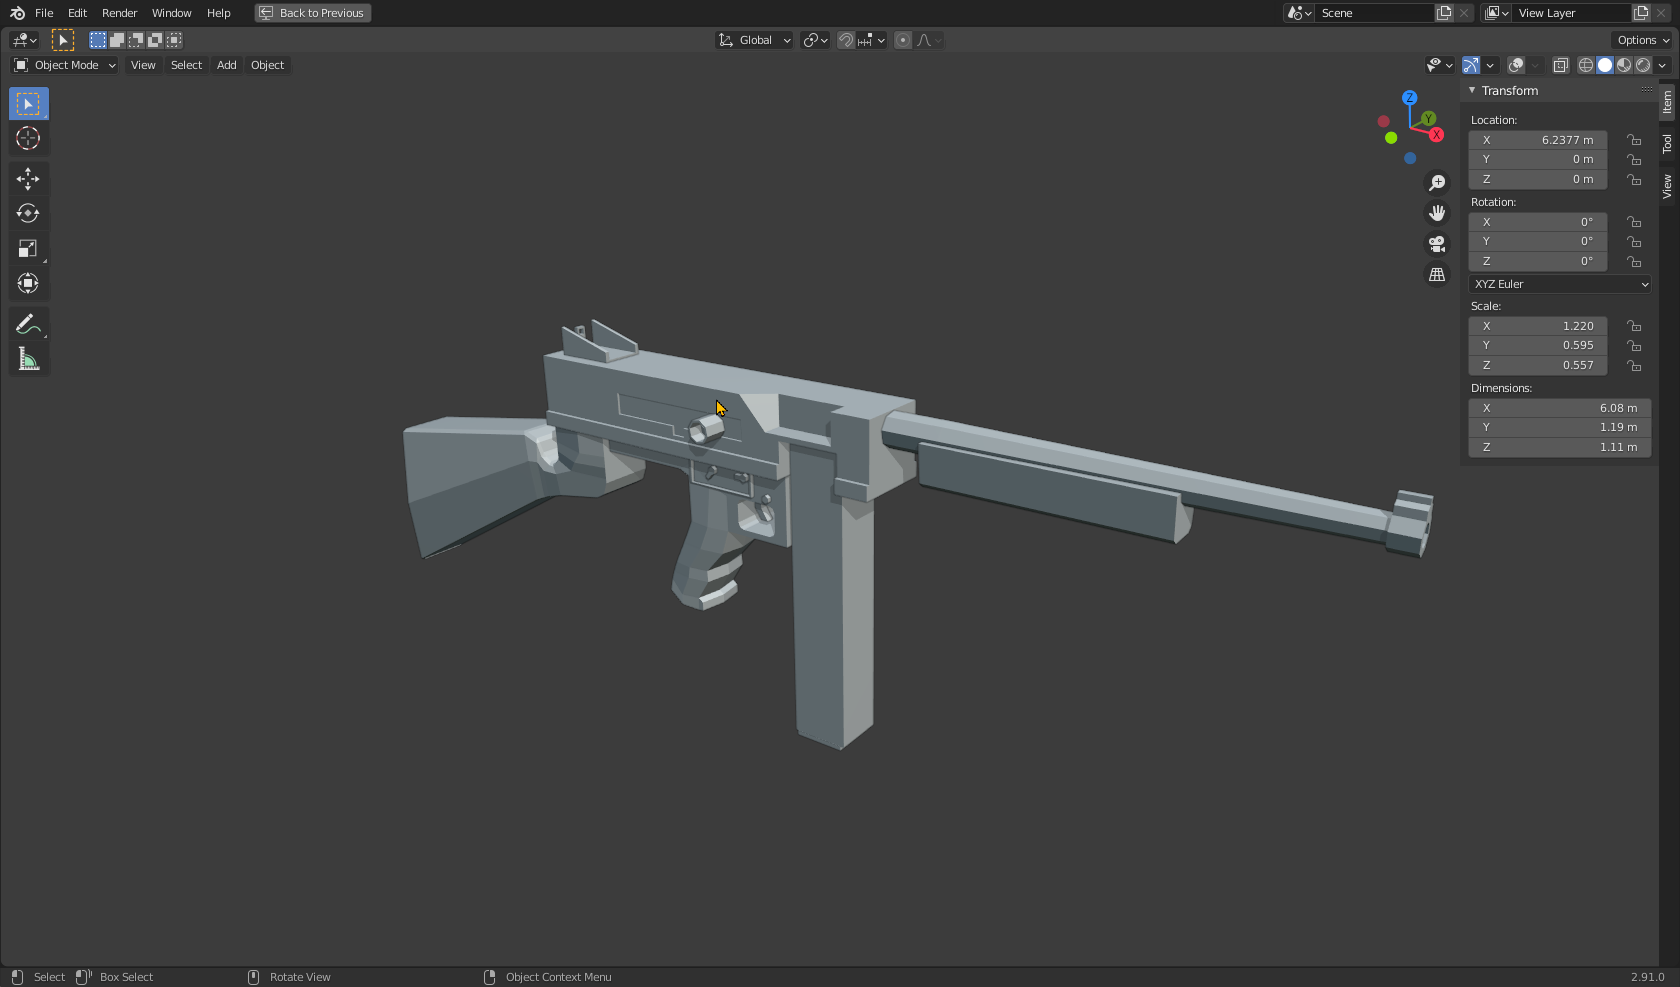 File Edit Render Window Help Back to Previous Scene View Layer
Global Options
Object Mode View Select Add Object
Transform
Location:
X 6.2377 m
Y 0 m
Z 0 m
Rotation:
X 0°
Y 0°
Z 0°
XYZ Euler
Scale:
X 1.220
Y 0.595
Z 0.557
Dimensions:
X 6.08 m
Y 1.19 m
Z 1.11 m
Item
Tool
View
Z
Y
X
Select Box Select Rotate View Object Context Menu 2.91.0